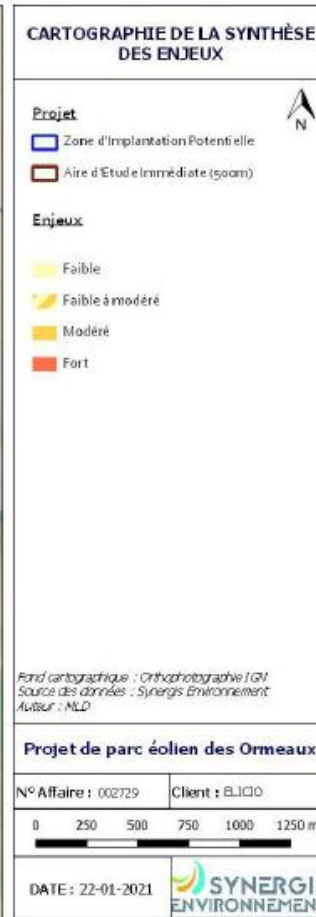 CARTOGRAPHIE DE LA SYNTHÈSE
DES ENJEUX
N
Projet
Zone d'Implantation Potentielle
Aire d'Etude Immédiate (500m)
Enjeux
Faible
Faible à modéré
Modéré
Fort
Fond cartographique : Orthophotographie IGN
Source des données : Synergis Environnement
Auteur : MLD
Projet de parc éolien des Ormeaux
N° Affaire : 002729 Client : ELICIO
0 250 500 750 1000 1250 m
DATE : 22-01-2021
SYNERGI
ENVIRONNEMEN